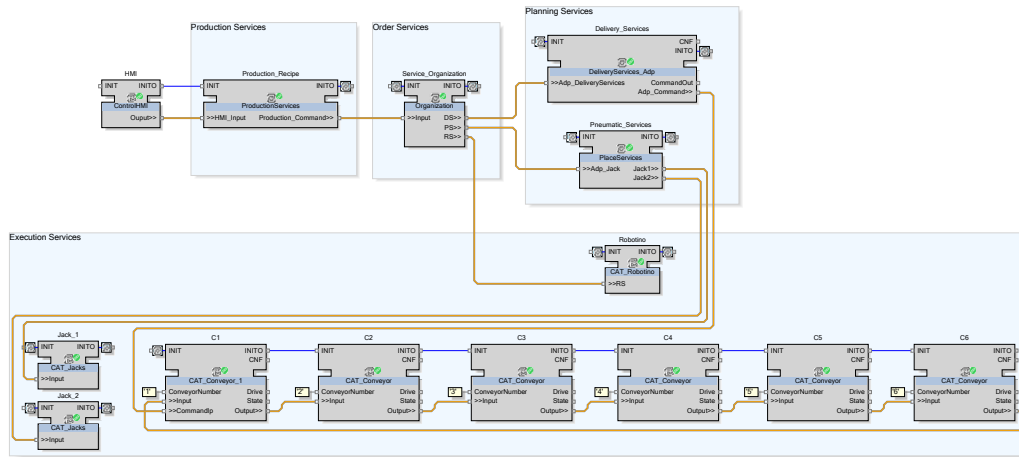 Production Services
Order Services
Planning Services
Delivery_Services
INIT
CNF
INITO
DeliveryServices_Adp
>>Adp_DeliveryServices
CommandOut
Adp_Command>>
HMI
INIT INITO
ControlHMI
Ouput>>
Production_Recipe
INIT INITO
ProductionServices
>>HMI_Input Production_Command>>
Service_Organization
INIT INITO
Organization
>>Input DS>>
PS>>
RS>>
Pneumatic_Services
INIT INITO
PlaceServices
>>Adp_Jack Jack1>>
Jack2>>
Execution Services
Robotino
INIT INITO
CAT_Robotino
>>RS
Jack_1
INIT INITO
CAT_Jacks
>>Input
Jack_2
INIT INITO
CAT_Jacks
>>Input
C1
INIT INITO
CNF
CAT_Conveyor_1
'1' ConveyorNumber Drive
>>Input State
>>CommandIp Output>>
C2
INIT INITO
CNF
CAT_Conveyor
2' ConveyorNumber Drive
>>Input State
Output>>
C3
INIT INITO
CNF
CAT_Conveyor
'3' ConveyorNumber Drive
>>Input State
Output>>
C4
INIT INITO
CNF
CAT_Conveyor
'4' ConveyorNumber Drive
>>Input State
Output>>
C5
INIT INITO
CNF
CAT_Conveyor
'5' ConveyorNumber Drive
>>Input State
Output>>
C6
INIT INITO
CNF
CAT_Conveyor
'6' ConveyorNumber Drive
>>Input State
Output>>